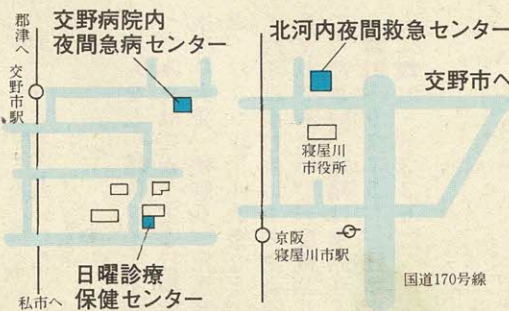 郡津へ
交野市駅
交野病院内
夜間急病センター
日曜診療
保健センター
私市へ
北河内夜間救急センター
交野市へ
寝屋川
市役所
京阪
寝屋川市駅
国道170号線